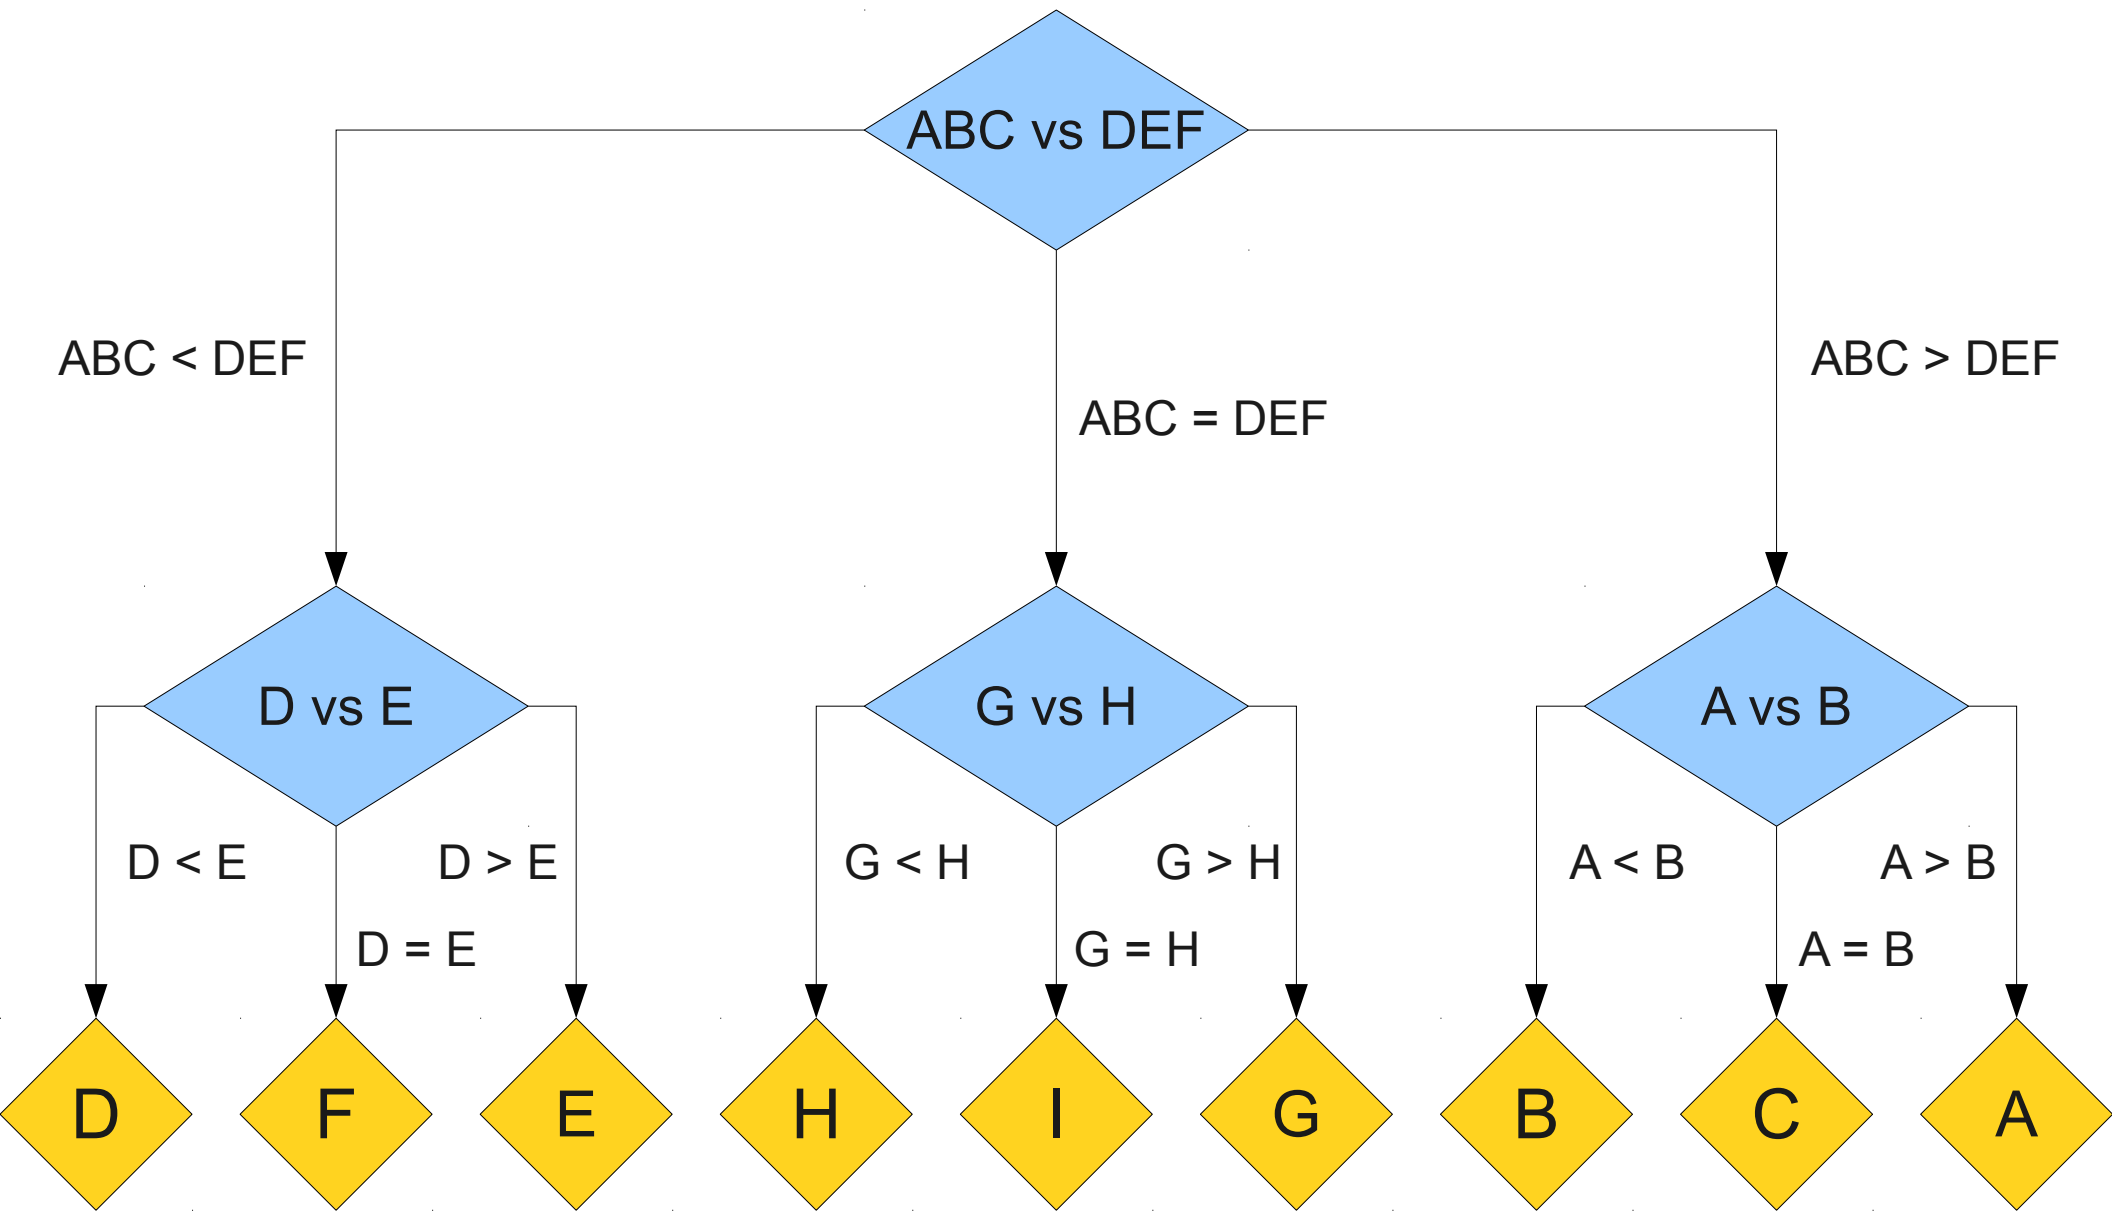 ABC vs DEF
ABC < DEF
ABC = DEF
ABC > DEF
D vs E
G vs H
A vs B
D < E
D = E
D > E
G < H
G = H
G > H
A < B
A = B
A > B
D
F
E
H
I
G
B
C
A